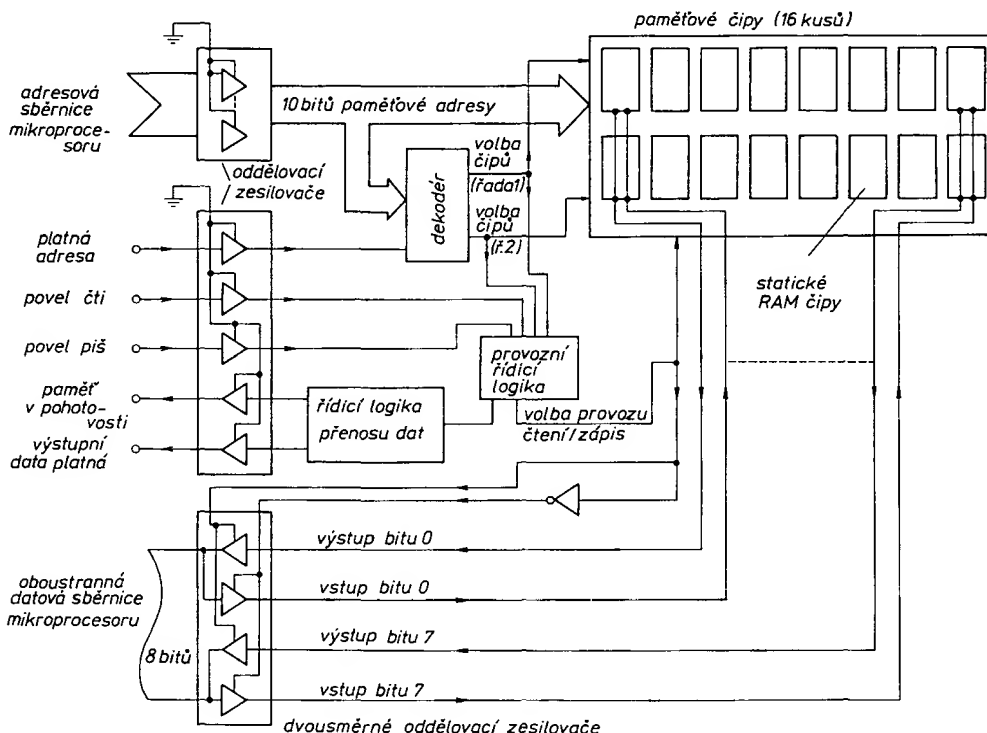 paměťové čipy (16 kusů)
adresová
sběrnice
mikroproce-
soru
10 bitů paměťové adresy
oddělovací
zesilovače
dekodér
volba
čipů
(řada1)
volba
čipů
(ř.2)
statické
RAM čipy
platná
adresa
povel čti
povel piš
paměť
v pohoto-
vosti
výstupní
data platná
řídicí logika
přenosu dat
provozní
řídicí
logika
volba provozu
čtení/zápis
oboustranná
datová sběrnice
mikroprocesoru
8 bitů
výstup bitu 0
vstup bitu 0
výstup bitu 7
vstup bitu 7
dvousměrné oddělovací zesilovače